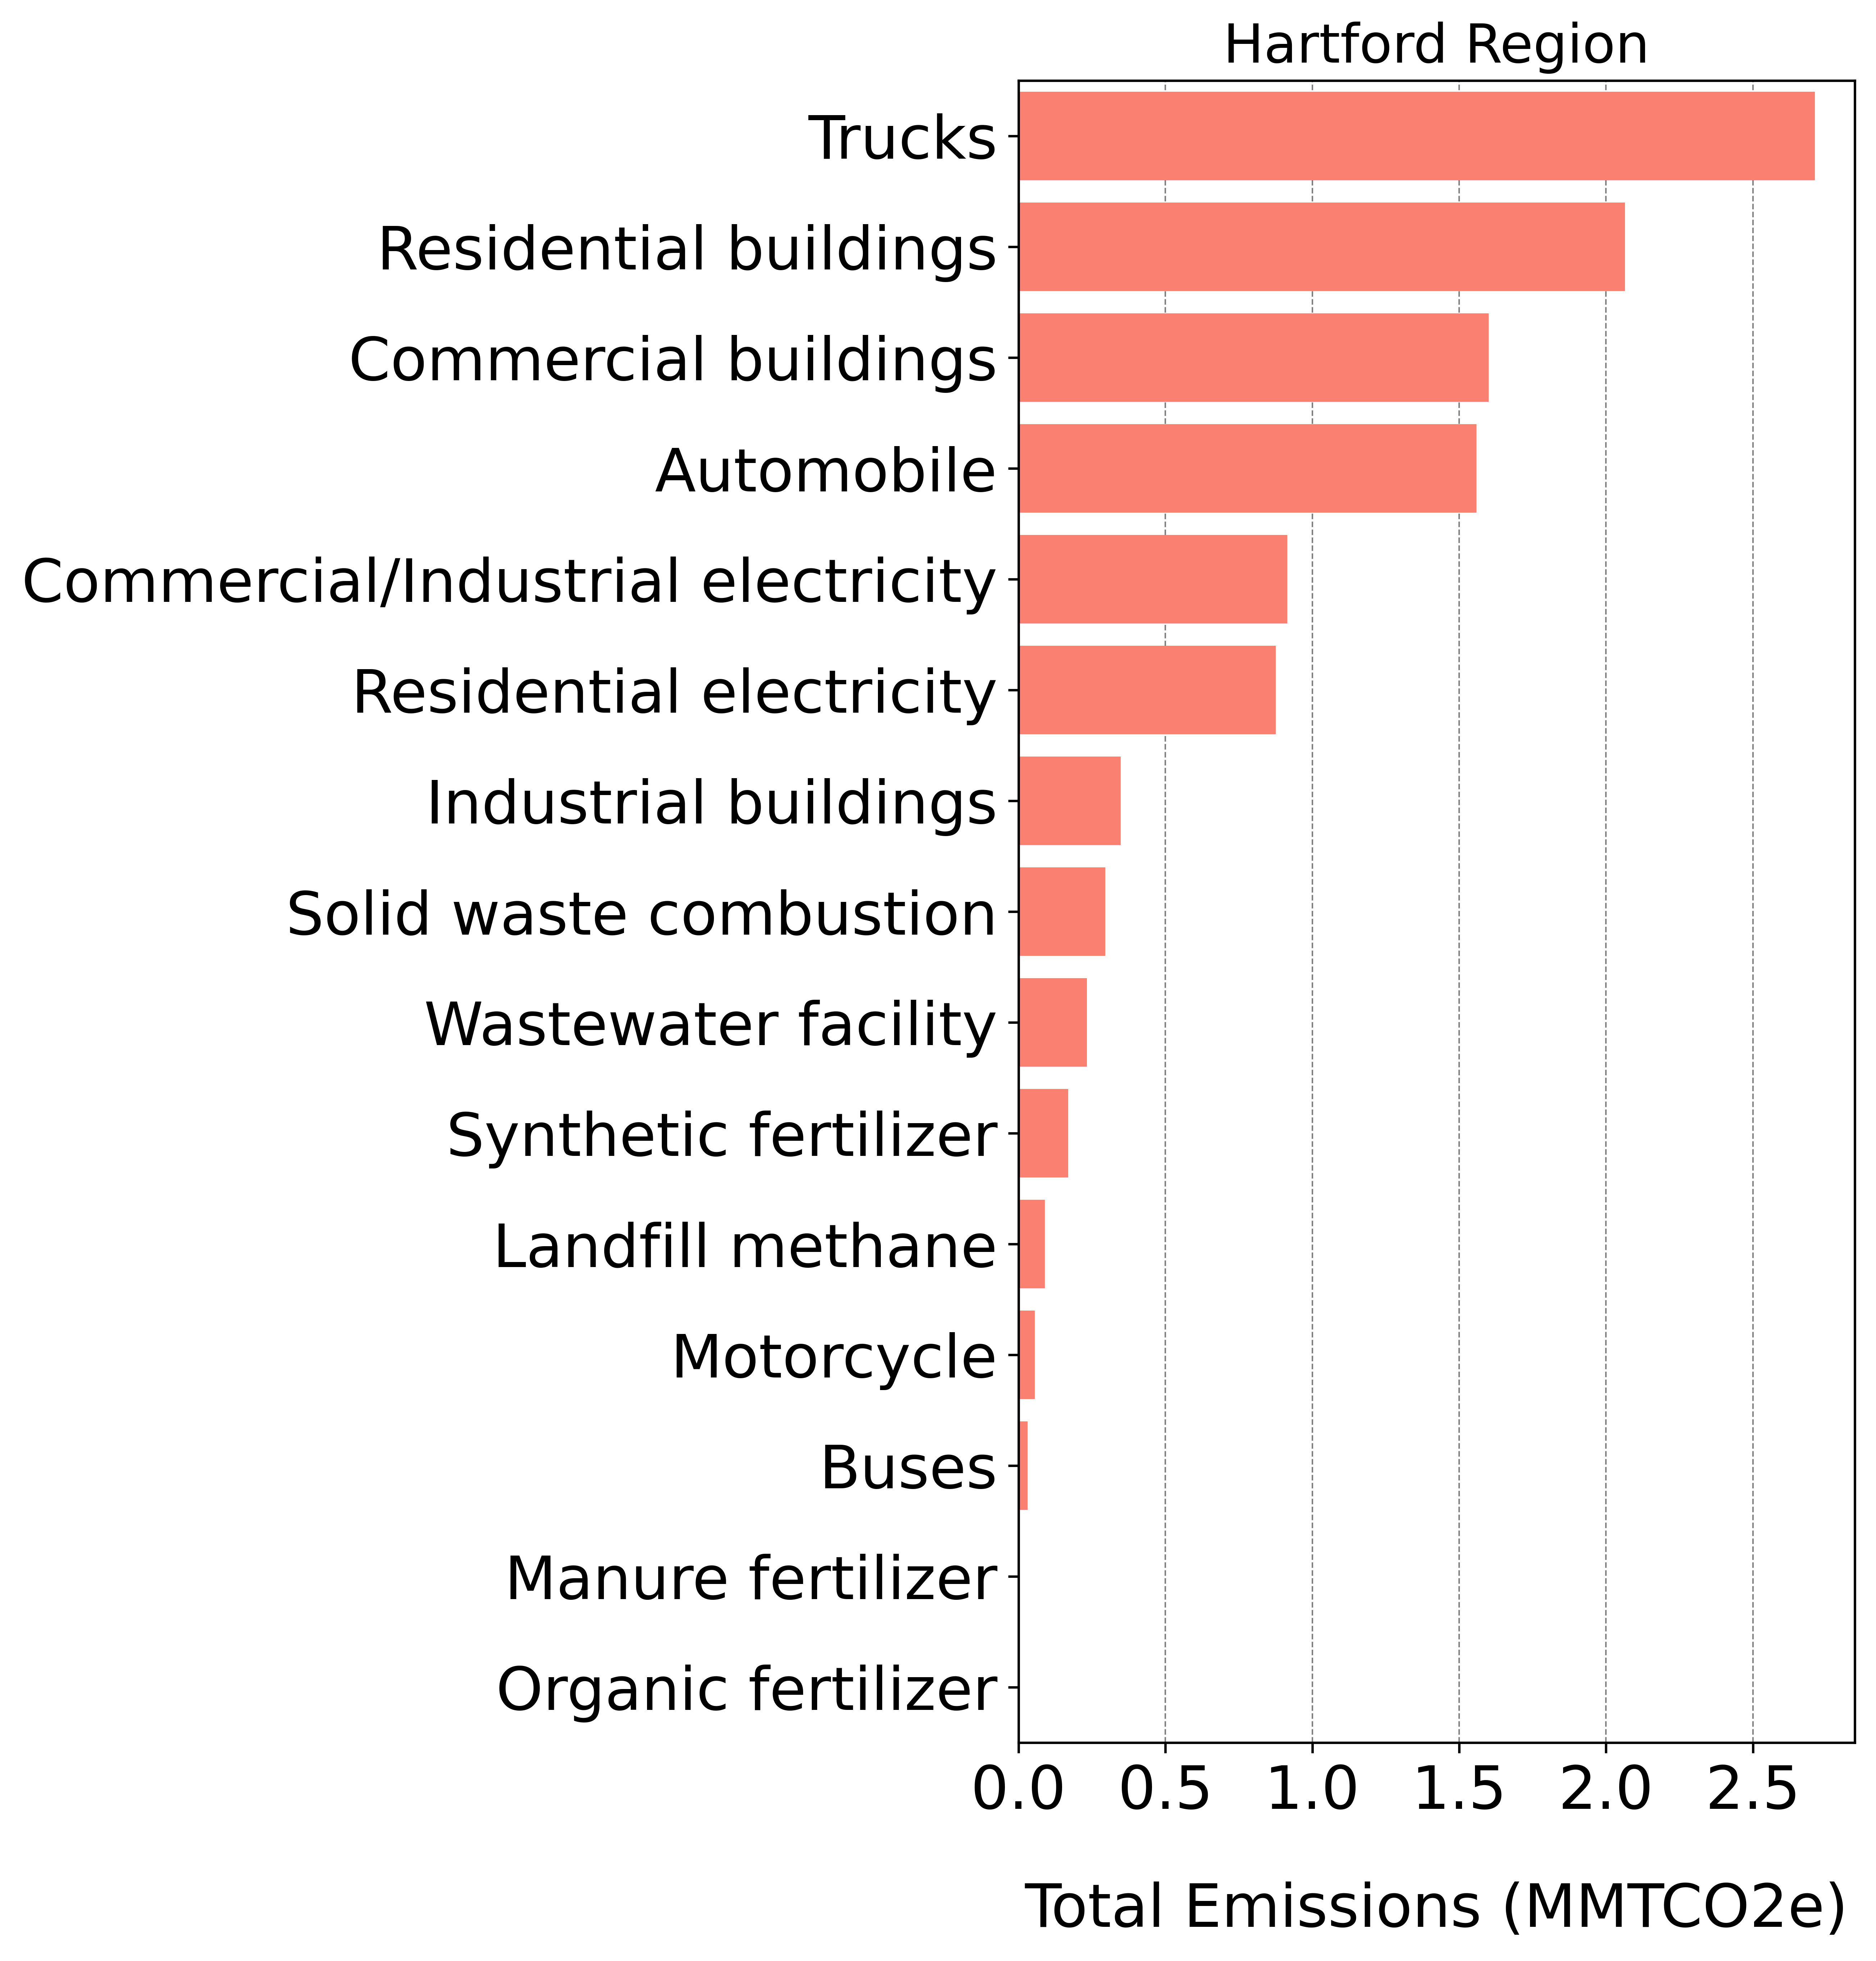 Hartford Region
Trucks
Residential buildings
Commercial buildings
Automobile
Commercial/Industrial electricity
Residential electricity
Industrial buildings
Solid waste combustion
Wastewater facility
Synthetic fertilizer
Landfill methane
Motorcycle
Buses
Manure fertilizer
Organic fertilizer
0.0 0.5 1.0 1.5 2.0 2.5
Total Emissions (MMTCO2e)